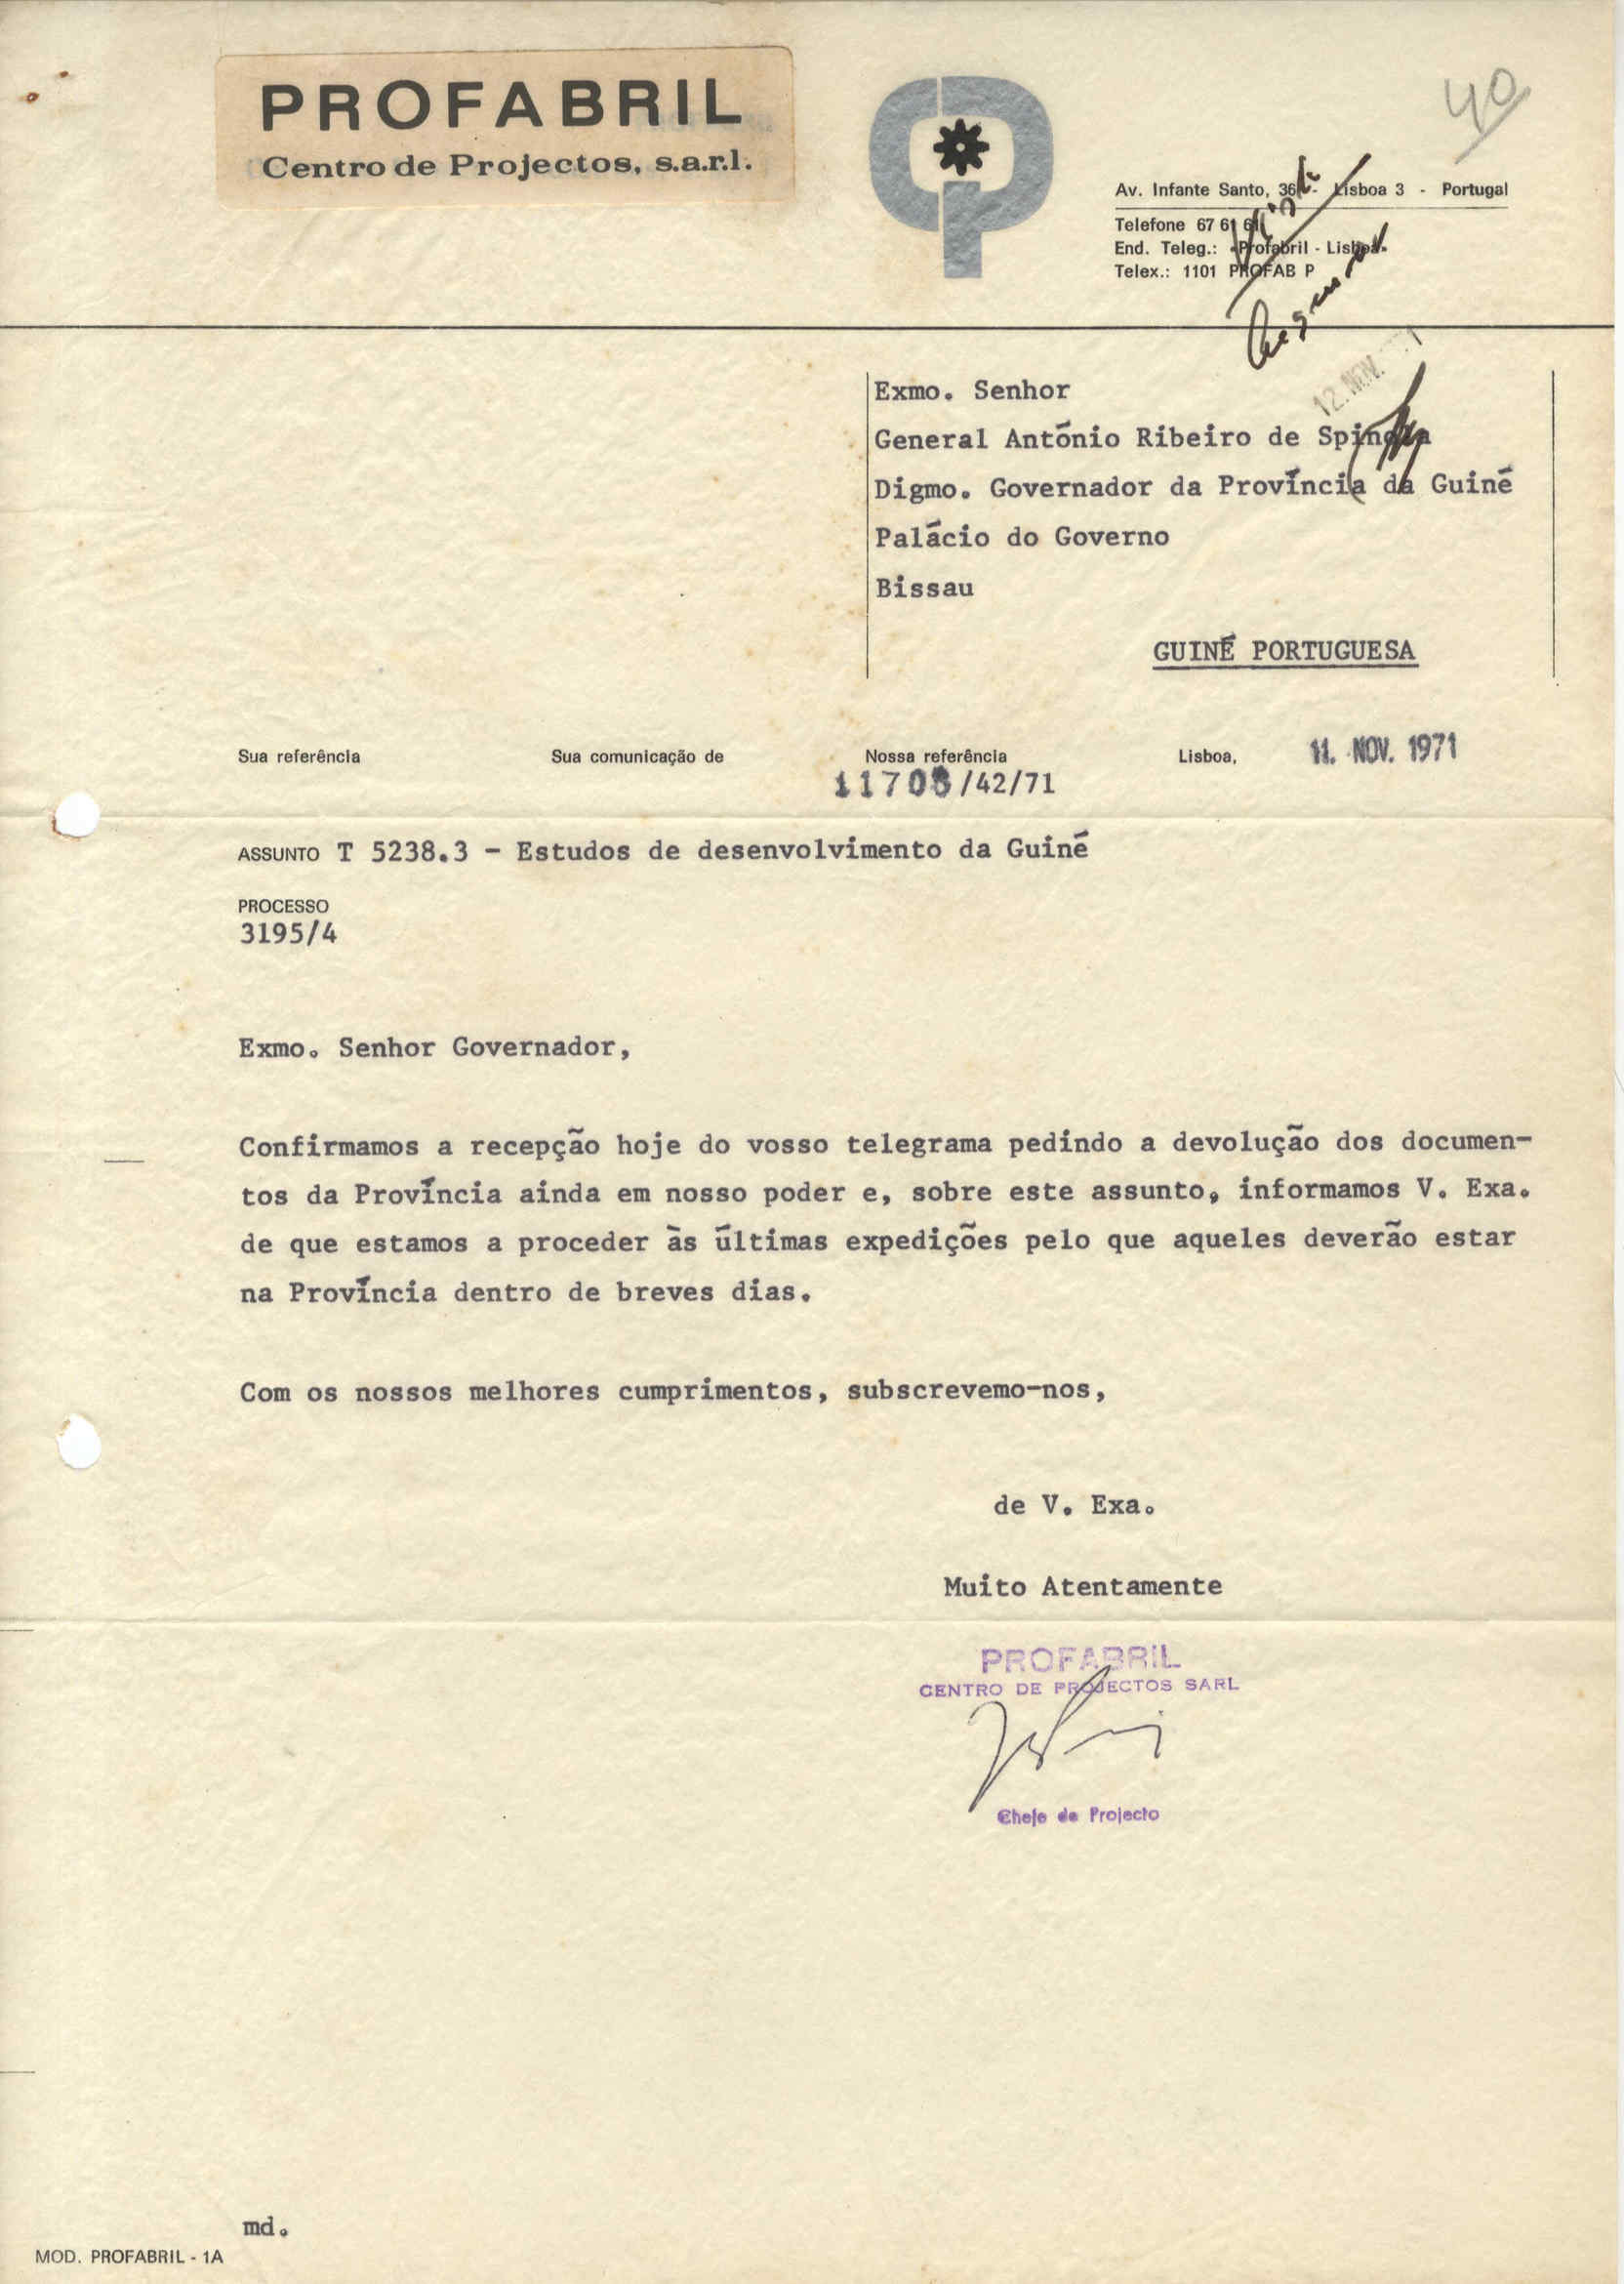 PROFABRIL
Centro de Projectos, s.a.r.l.
40
Av. Infante Santo, - Lisboa 3 - Portugal
Telefone 67 61 61
End. Teleg.: «Profabril - Lisboa»
Telex.: 1101 PROFAB P
12. NOV.
Exmo. Senhor
General António Ribeiro de Spinola
Digmo. Governador da Província da Guiné
Palácio do Governo
Bissau
GUINÉ PORTUGUESA
Sua referência Sua comunicação de Nossa referência Lisboa, 11. NOV. 1971
/42/71
ASSUNTO T 5238.3 - Estudos de desenvolvimento da Guiné
PROCESSO
3195/4
Exmo. Senhor Governador,
Confirmamos a recepção hoje do vosso telegrama pedindo a devolução dos documen-
tos da Província ainda em nosso poder e, sobre este assunto, informamos V. Exa.
de que estamos a proceder às últimas expedições pelo que aqueles deverão estar
na Província dentro de breves dias.
Com os nossos melhores cumprimentos, subscrevemo-nos,
de V. Exa.
Muito Atentamente
PROFABRIL
CENTRO DE PROJECTOS SARL
Chefe de Projecto
md.
MOD. PROFABRIL - 1A